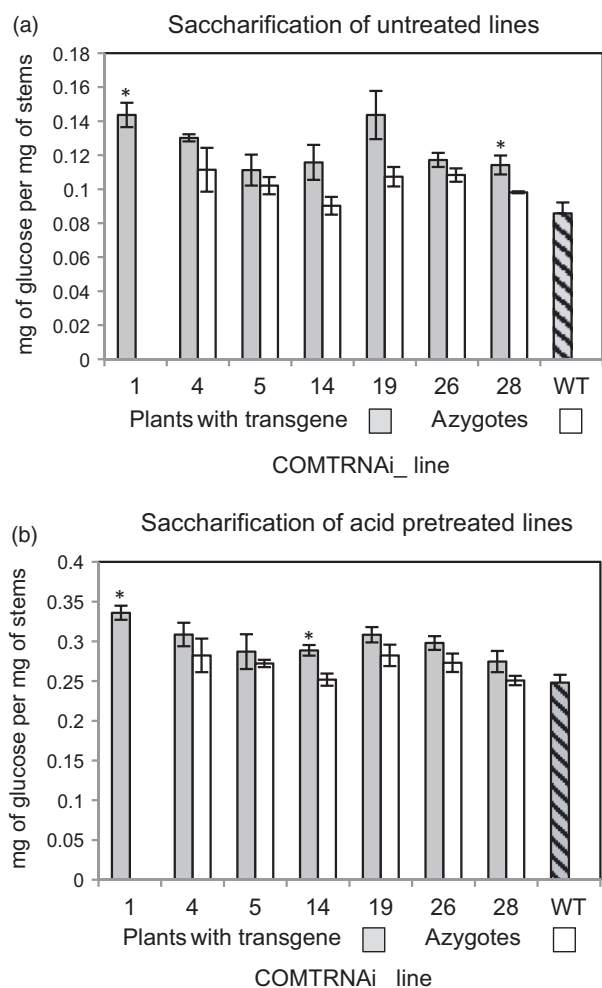 (a)
Saccharification of untreated lines
mg of glucose per mg of stems
0.18
0.16
0.14
0.12
0.1
0.08
0.06
0.04
0.02
0
*
*
1 4 5 14 19 26 28 WT
Plants with transgene Azygotes
COMTRNAi_ line
(b)
Saccharification of acid pretreated lines
mg of glucose per mg of stems
0.4
0.35
0.3
0.25
0.2
0.15
0.1
0.05
0
*
*
1 4 5 14 19 26 28 WT
Plants with transgene Azygotes
COMTRNAi line